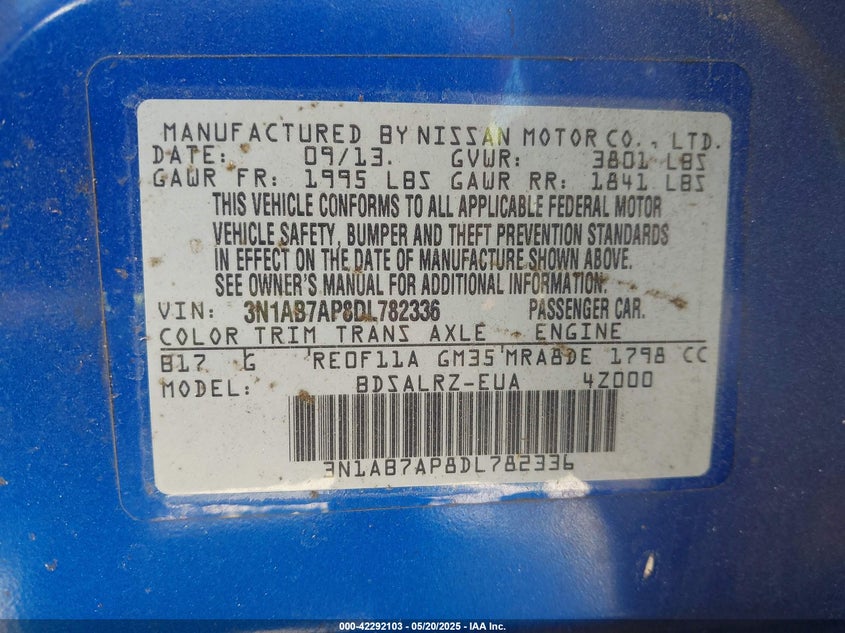 MANUFACTURED BY NISSAN MOTOR CO., LTD.
DATE: 09/13. GVWR: 3801 LBS
GAWR FR: 1995 LBS GAWR RR: 1841 LBS
THIS VEHICLE CONFORMS TO ALL APPLICABLE FEDERAL MOTOR
VEHICLE SAFETY, BUMPER AND THEFT PREVENTION STANDARDS
IN EFFECT ON THE DATE OF MANUFACTURE SHOWN ABOVE.
SEE OWNER'S MANUAL FOR ADDITIONAL INFORMATION.
VIN: 3N1AB7AP8DL782336 PASSENGER CAR.
COLOR TRIM TRANS AXLE ENGINE
B17 G RE0F11A GM35 MRA8DE 1798 CC
MODEL: BDSALRZ-EUA 4Z000
3N1AB7AP8DL782336
000-42292103 - 05/20/2025 - IAA Inc.